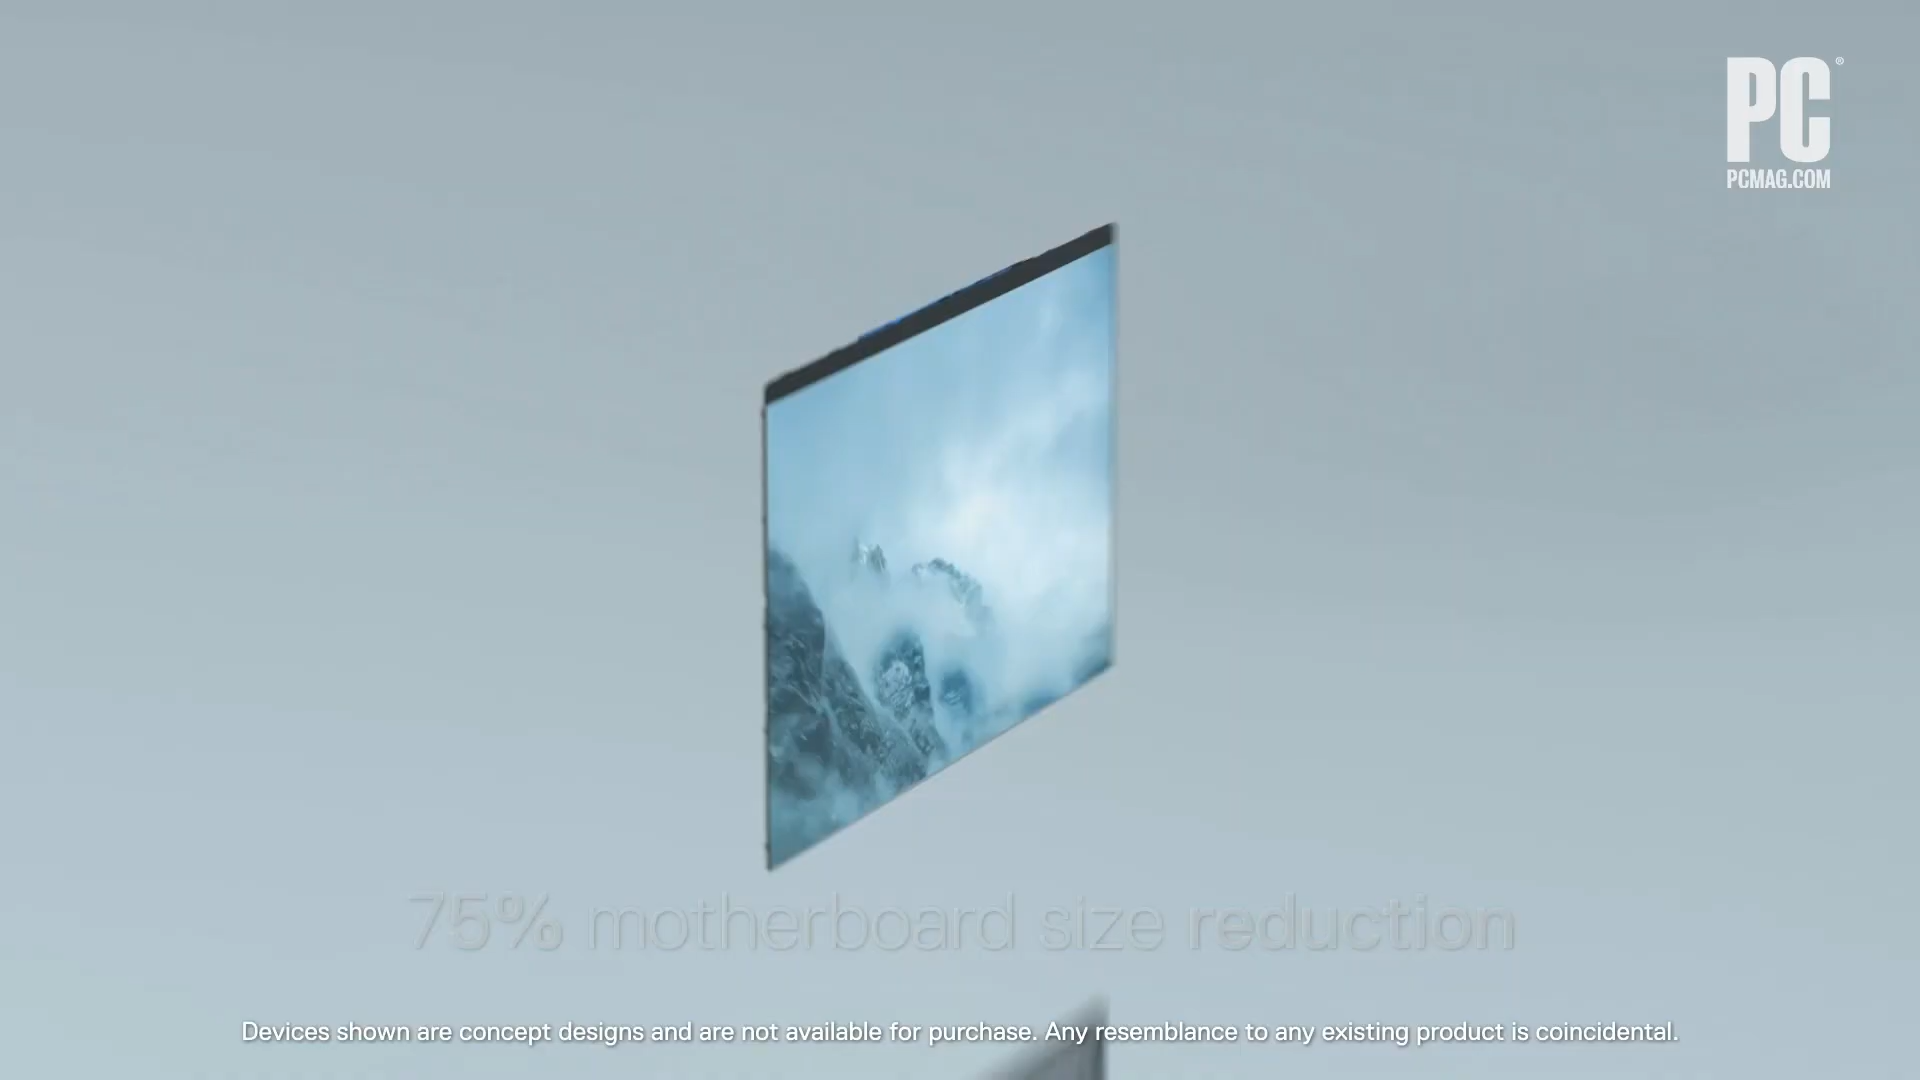 PC®
PCMAG.COM
75% motherboard size reduction
Devices shown are concept designs and are not available for purchase. Any resemblance to any existing product is coincidental.